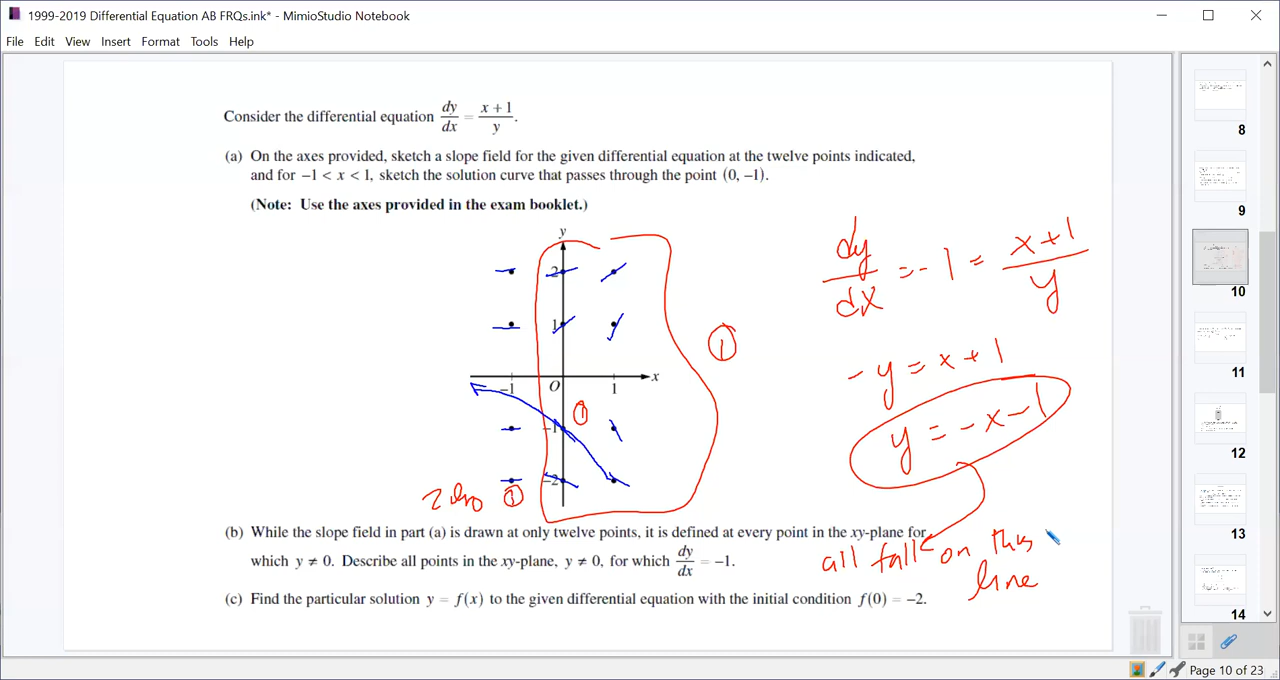 1999-2019 Differential Equation AB FRQs.ink* - MimioStudio Notebook
File Edit View Insert Format Tools Help
Consider the differential equation dy/dx = x + 1/y.
(a) On the axes provided, sketch a slope field for the given differential equation at the twelve points indicated,
and for −1 < x < 1, sketch the solution curve that passes through the point (0, −1).
(Note: Use the axes provided in the exam booklet.)
y
2
1
O
x
−1
1
−1
−2
①
①
①
dy/dx = - 1 = x+1/y
- y = x + 1
y = - x - 1
all fall on this
line
(b) While the slope field in part (a) is drawn at only twelve points, it is defined at every point in the xy-plane for
which y ≠ 0. Describe all points in the xy-plane, y ≠ 0, for which dy/dx = −1.
(c) Find the particular solution y = f(x) to the given differential equation with the initial condition f(0) = −2.
8
9
10
11
12
13
14
Page 10 of 23